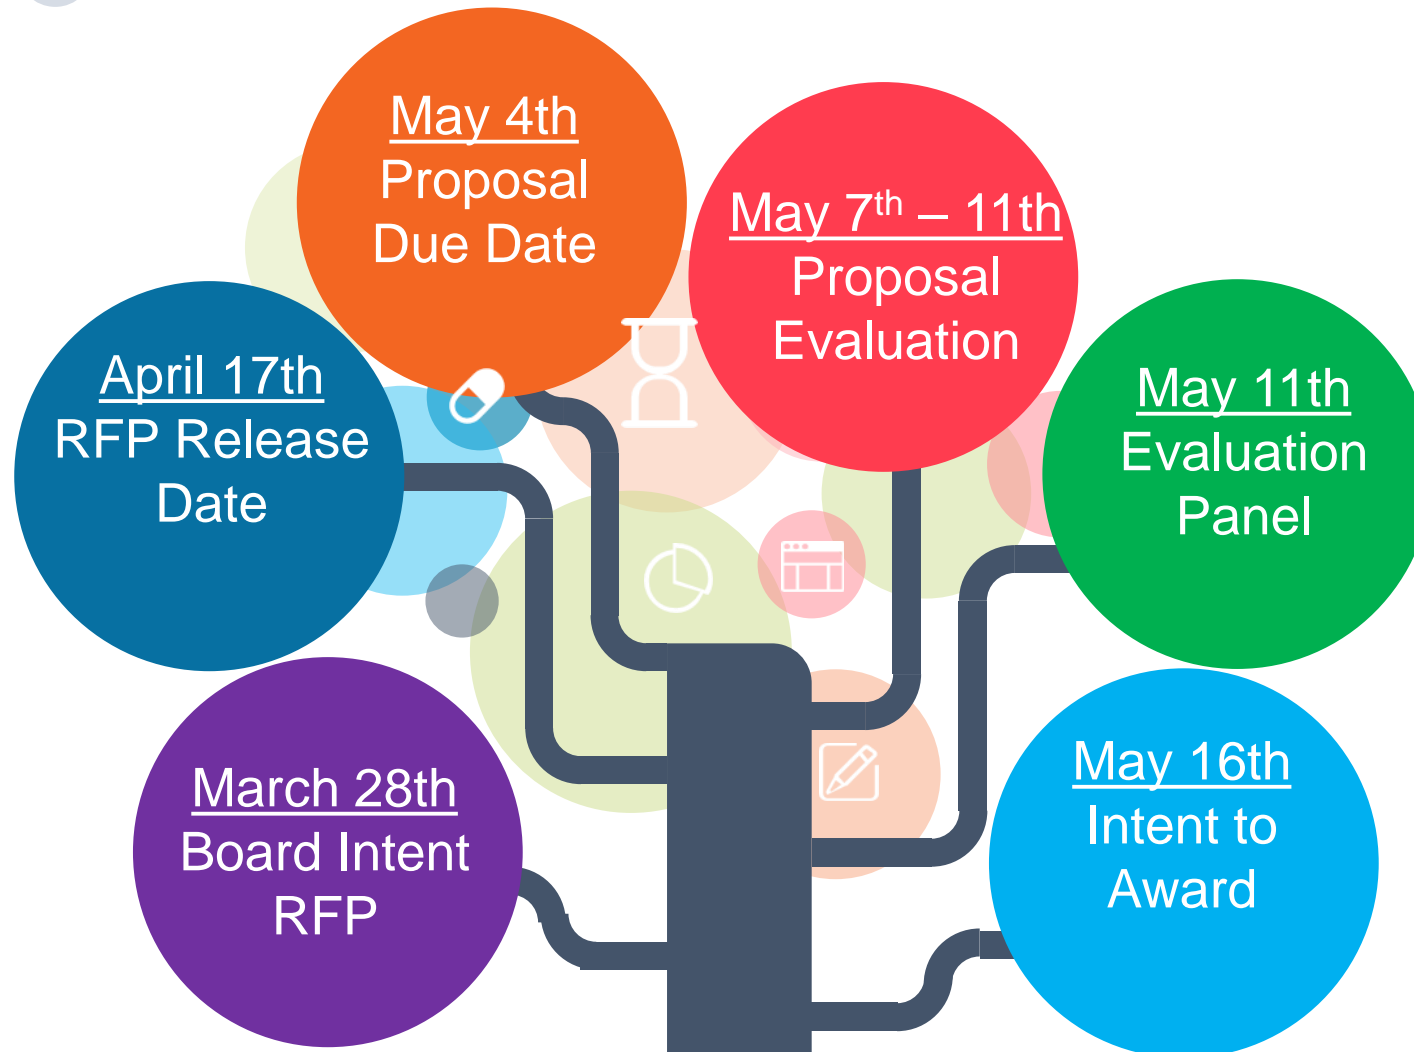 May 4th
Proposal
Due Date
May 7th – 11th
Proposal
Evaluation
April 17th
RFP Release
Date
May 11th
Evaluation
Panel
March 28th
Board Intent
RFP
May 16th
Intent to
Award